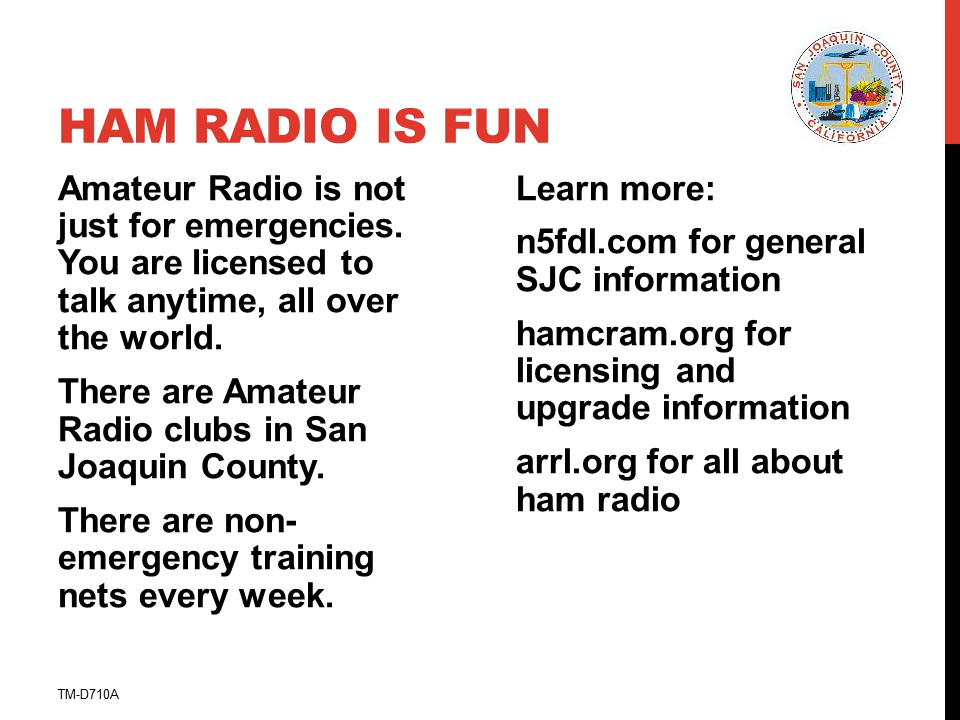 SAN JOAQUIN COUNTY
CALIFORNIA
HAM RADIO IS FUN
Amateur Radio is not
just for emergencies.
You are licensed to
talk anytime, all over
the world.
There are Amateur
Radio clubs in San
Joaquin County.
There are non-
emergency training
nets every week.
Learn more:
n5fdl.com for general
SJC information
hamcram.org for
licensing and
upgrade information
arrl.org for all about
ham radio
TM-D710A